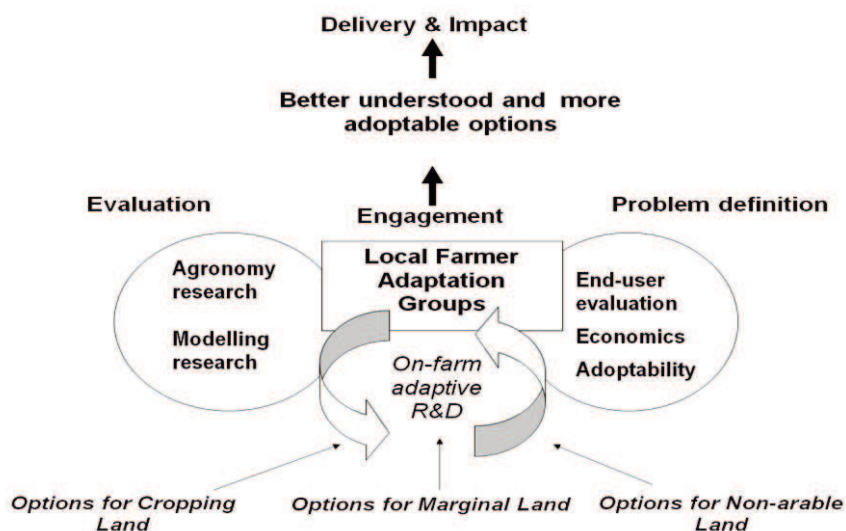 Delivery & Impact
Better understood and more
adoptable options
Evaluation
Engagement
Problem definition
Agronomy
research
Modelling
research
Local Farmer
Adaptation
Groups
End-user
evaluation
Economics
Adoptability
On-farm
adaptive
R&D
Options for Cropping
Land
Options for Marginal Land
Options for Non-arable
Land